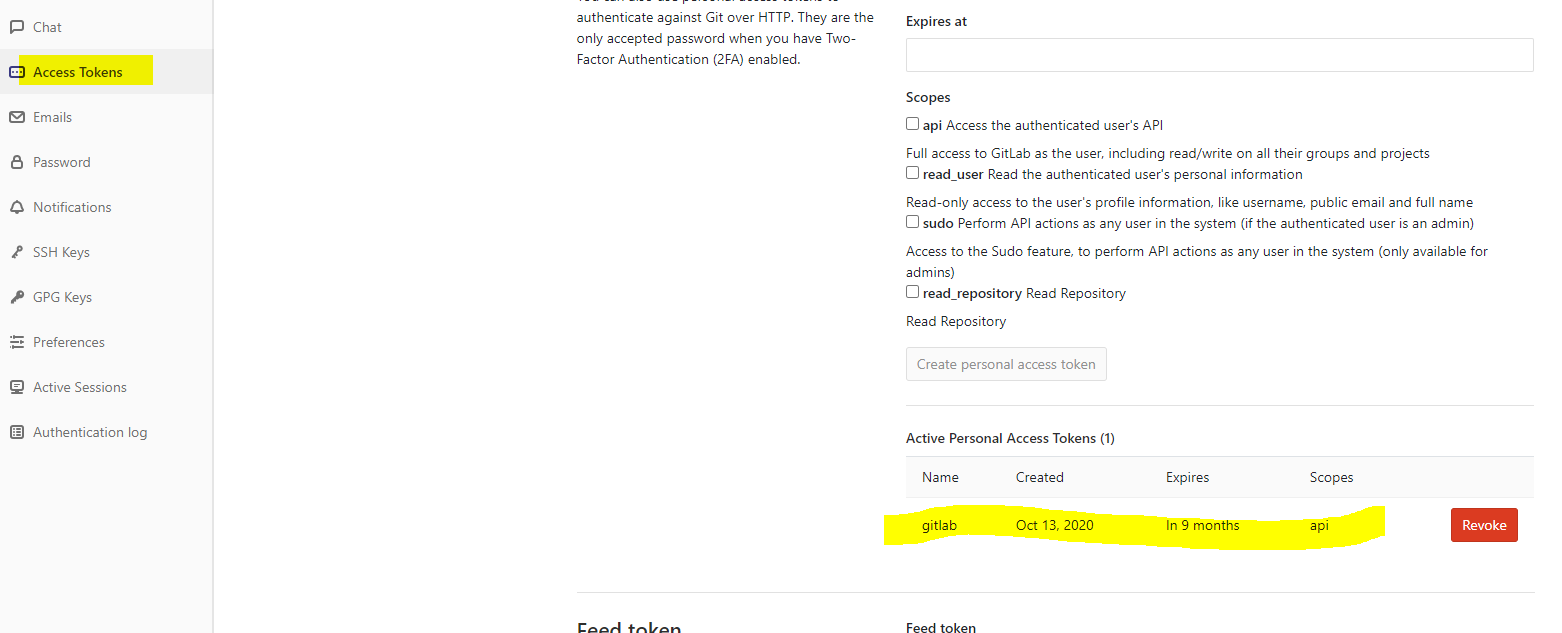 Chat
Access Tokens
Emails
Password
Notifications
SSH Keys
GPG Keys
Preferences
Active Sessions
Authentication log
authenticate against Git over HTTP. They are the
only accepted password when you have Two-
Factor Authentication (2FA) enabled.
Expires at
Scopes
api Access the authenticated user's API
Full access to GitLab as the user, including read/write on all their groups and projects
read_user Read the authenticated user's personal information
Read-only access to the user's profile information, like username, public email and full name
sudo Perform API actions as any user in the system (if the authenticated user is an admin)
Access to the Sudo feature, to perform API actions as any user in the system (only available for
admins)
read_repository Read Repository
Read Repository
Create personal access token
Active Personal Access Tokens (1)
Name Created Expires Scopes
gitlab Oct 13, 2020 In 9 months api Revoke
Feed token
Feed token